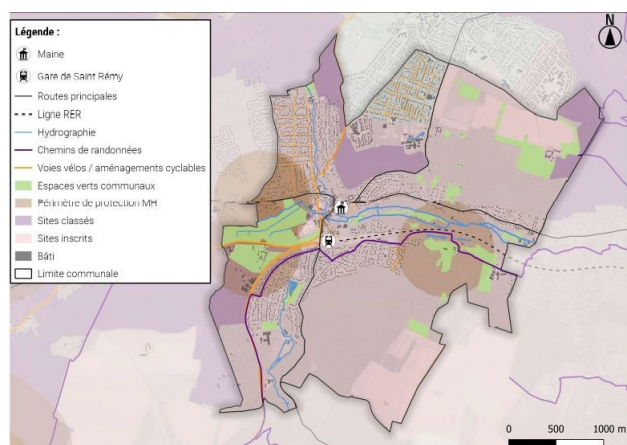 Légende :
Mairie
Gare de Saint Rémy
Routes principales
Ligne RER
Hydrographie
Chemins de randonnées
Voies vélos / aménagements cyclables
Espaces verts communaux
Périmètre de protection MH
Sites classés
Sites inscrits
Bâti
Limite communale
N
0 500 1000 m